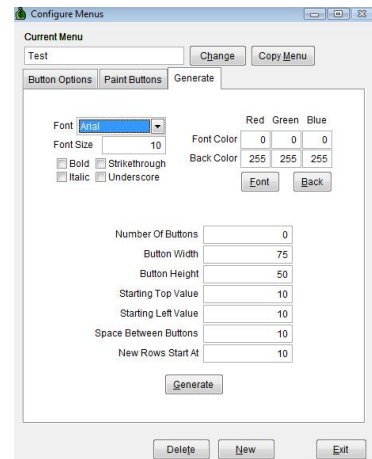 Configure Menus
Current Menu
Test Change Copy Menu
Button Options Paint Buttons Generate
Red Green Blue
Font Arial
Font Color 0 0 0
Font Size 10
Back Color 255 255 255
Bold Strikethrough
Italic Underscore
Font Back
Number Of Buttons 0
Button Width 75
Button Height 50
Starting Top Value 10
Starting Left Value 10
Space Between Buttons 10
New Rows Start At 10
Generate
Delete New Exit